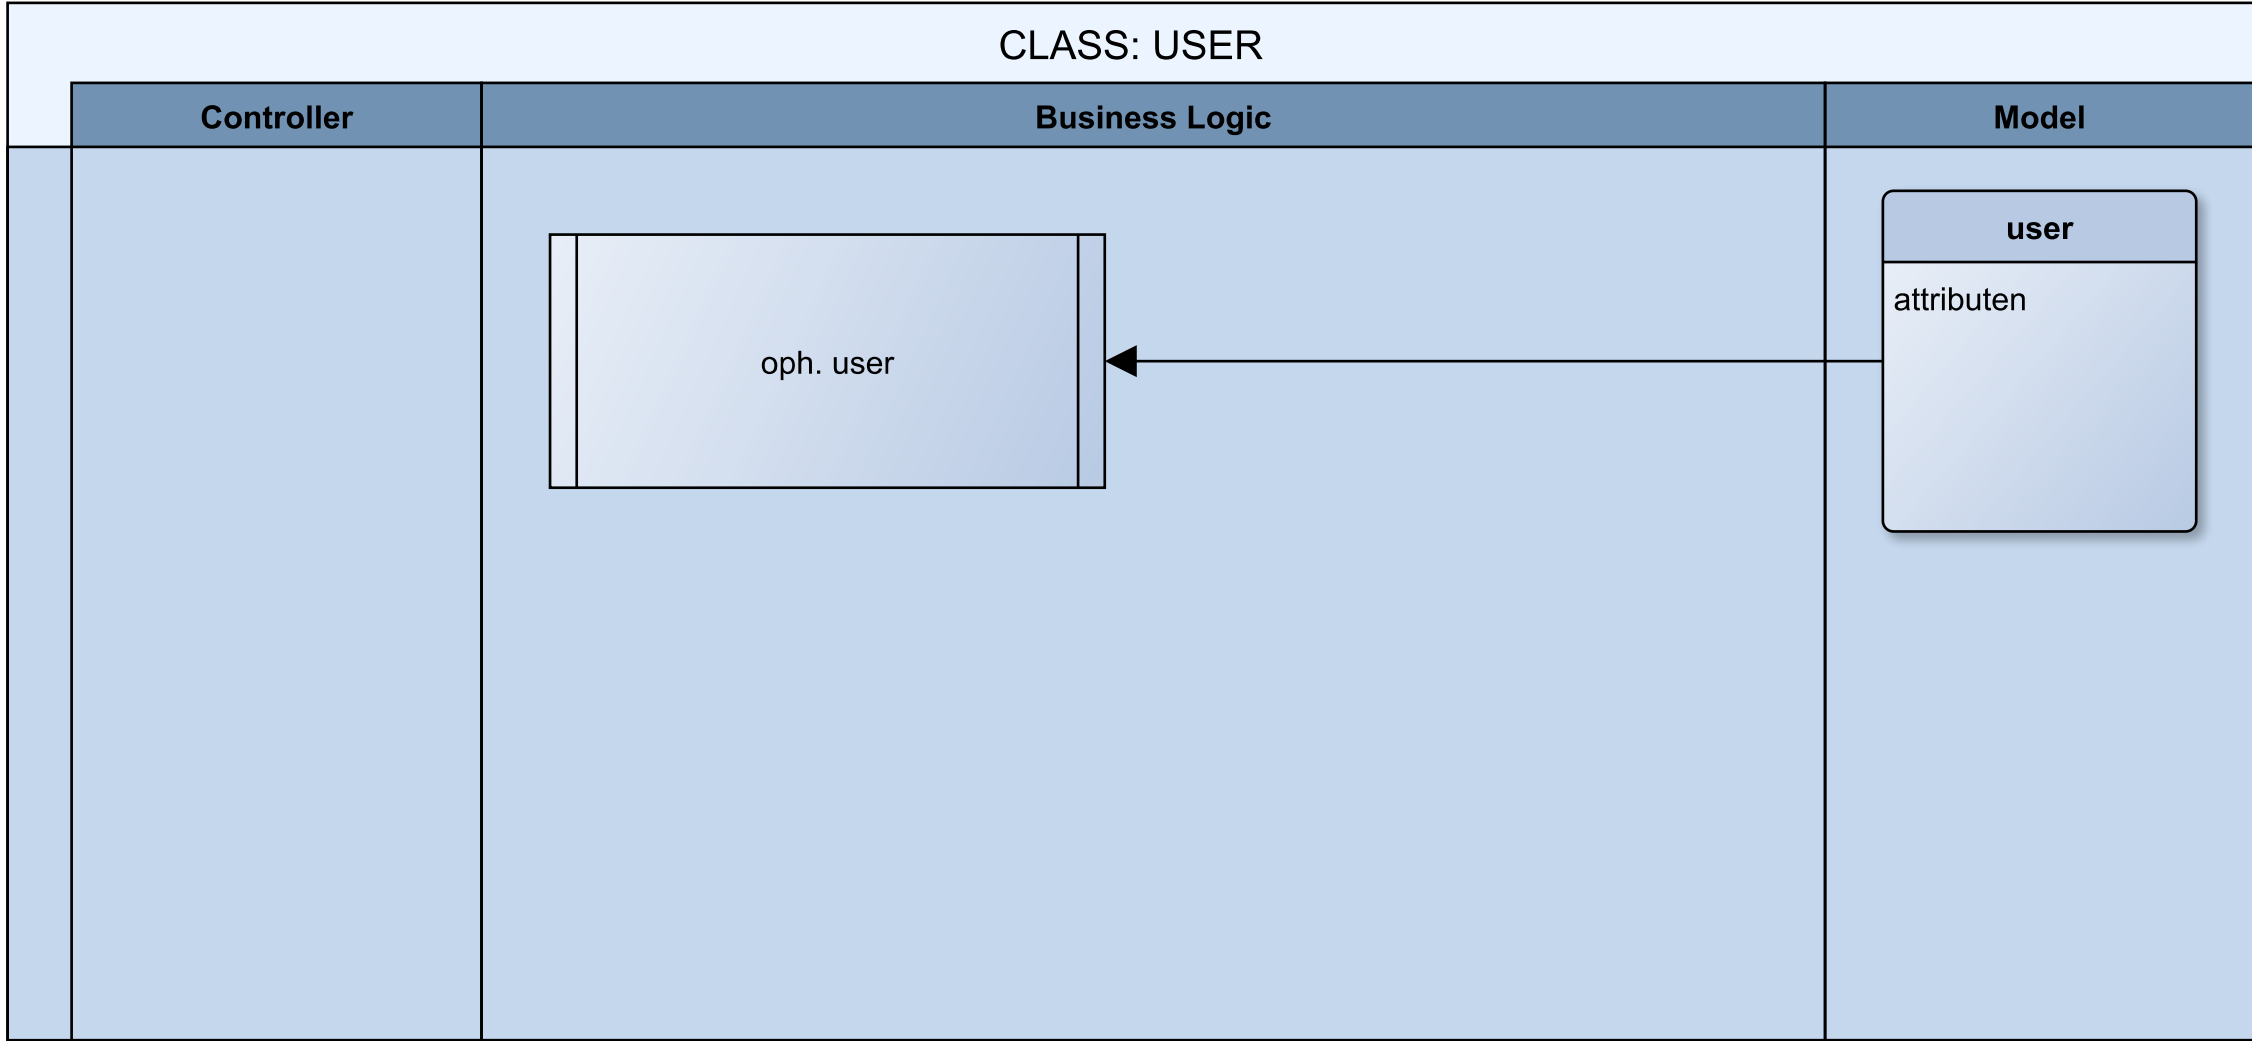 CLASS: USER
Controller
Business Logic
Model
user
attributen
oph. user